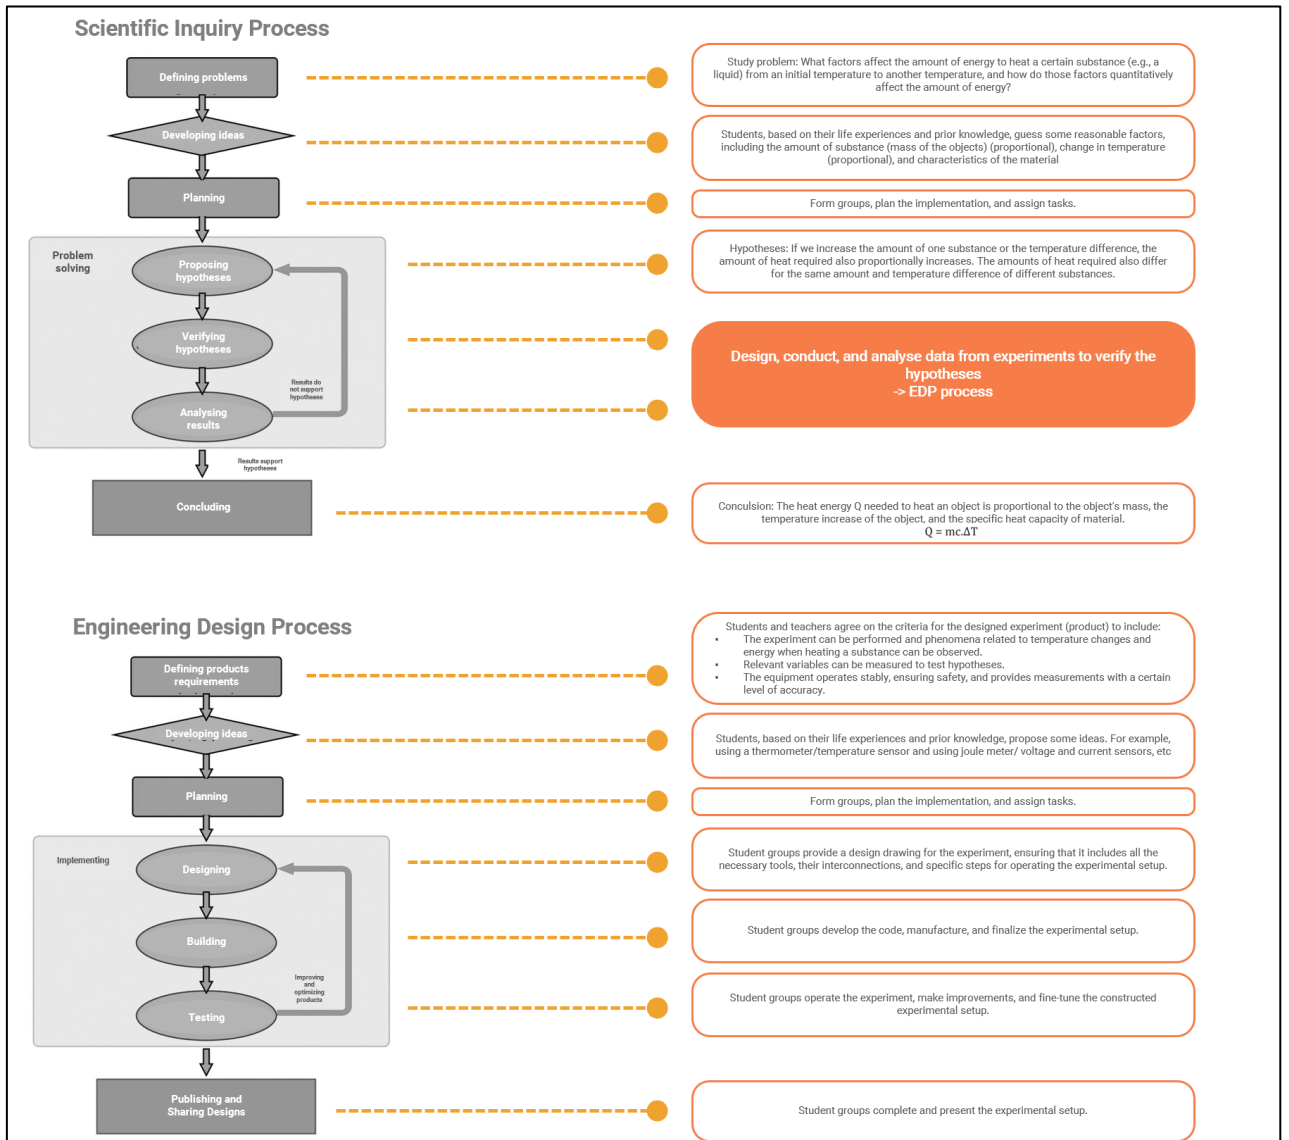 Scientific Inquiry Process
Defining problems
Study problem: What factors affect the amount of energy to heat a certain substance (e.g., a
liquid) from an initial temperature to another temperature, and how do those factors quantitatively
affect the amount of energy?
Developing ideas
Students, based on their life experiences and prior knowledge, guess some reasonable factors,
including the amount of substance (mass of the objects) (proportional), change in temperature
(proportional), and characteristics of the material
Planning
Form groups, plan the implementation, and assign tasks.
Problem
solving
Proposing
hypotheses
Hypotheses: If we increase the amount of one substance or the temperature difference, the
amount of heat required also proportionally increases. The amounts of heat required also differ
for the same amount and temperature difference of different substances.
Verifying
hypotheses
Design, conduct, and analyse data from experiments to verify the
hypotheses
-> EDP process
Results do
not support
hypotheses
Analysing
results
Results support
hypotheses
Concluding
Conculsion: The heat energy Q needed to heat an object is proportional to the object's mass, the
temperature increase of the object, and the specific heat capacity of material.
Q = mc.ΔT
Engineering Design Process
Defining products
requirements
Students and teachers agree on the criteria for the designed experiment (product) to include:
• The experiment can be performed and phenomena related to temperature changes and
energy when heating a substance can be observed.
• Relevant variables can be measured to test hypotheses.
• The equipment operates stably, ensuring safety, and provides measurements with a certain
level of accuracy.
Developing ideas
Students, based on their life experiences and prior knowledge, propose some ideas. For example,
using a thermometer/temperature sensor and using joule meter/ voltage and current sensors, etc
Planning
Form groups, plan the implementation, and assign tasks.
Implementing
Designing
Student groups provide a design drawing for the experiment, ensuring that it includes all the
necessary tools, their interconnections, and specific steps for operating the experimental setup.
Building
Student groups develop the code, manufacture, and finalize the experimental setup.
Improving
and
optimizing
products
Testing
Student groups operate the experiment, make improvements, and fine-tune the constructed
experimental setup.
Publishing and
Sharing Designs
Student groups complete and present the experimental setup.